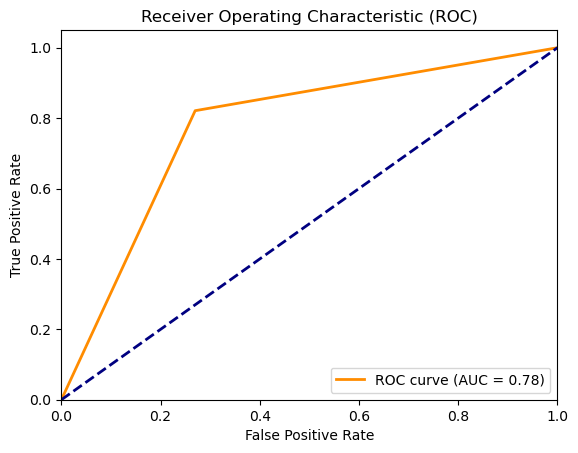 Receiver Operating Characteristic (ROC)
True Positive Rate
1.0
0.8
0.6
0.4
0.2
0.0
ROC curve (AUC = 0.78)
0.0 0.2 0.4 0.6 0.8 1.0
False Positive Rate